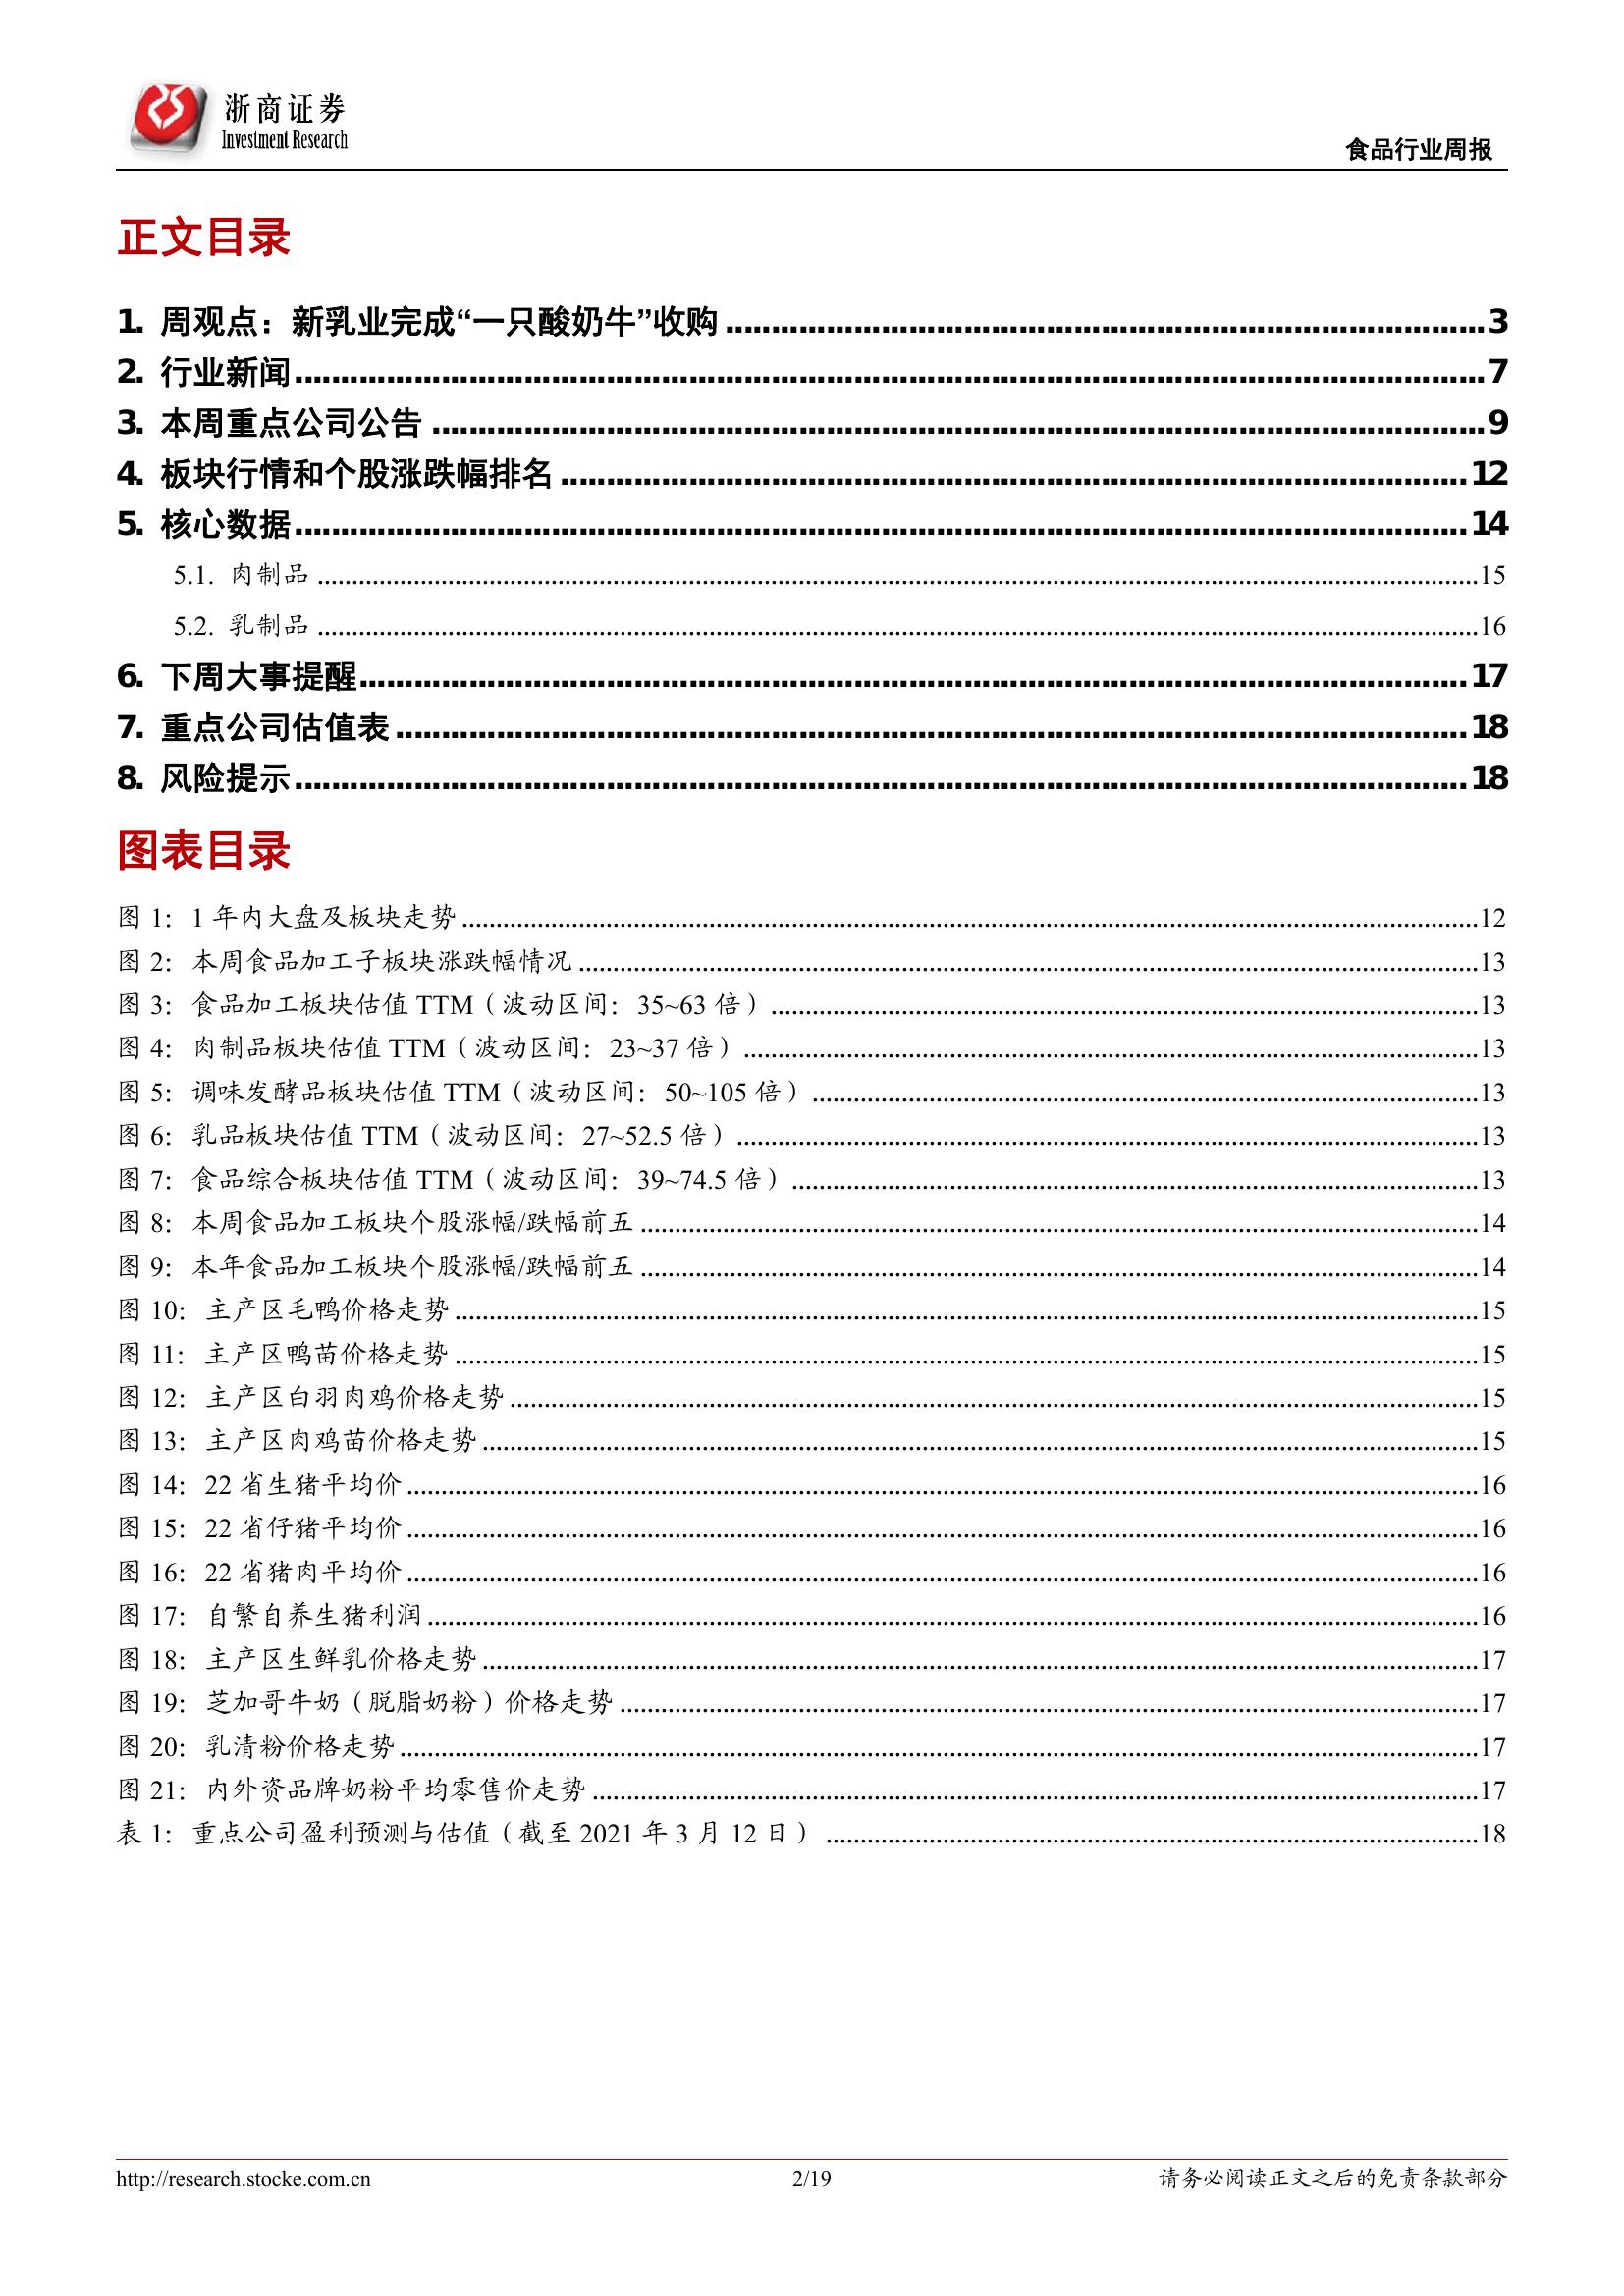 浙商证券
Investment Research
食品行业周报
正文目录
1. 周观点：新乳业完成“一只酸奶牛”收购 3
2. 行业新闻 7
3. 本周重点公司公告 9
4. 板块行情和个股涨跌幅排名 12
5. 核心数据 14
5.1. 肉制品 15
5.2. 乳制品 16
6. 下周大事提醒 17
7. 重点公司估值表 18
8. 风险提示 18
图表目录
图 1：1 年内大盘及板块走势 12
图 2：本周食品加工子板块涨跌幅情况 13
图 3：食品加工板块估值 TTM（波动区间：35~63 倍） 13
图 4：肉制品板块估值 TTM（波动区间：23~37 倍） 13
图 5：调味发酵品板块估值 TTM（波动区间：50~105 倍） 13
图 6：乳品板块估值 TTM（波动区间：27~52.5 倍） 13
图 7：食品综合板块估值 TTM（波动区间：39~74.5 倍） 13
图 8：本周食品加工板块个股涨幅/跌幅前五 14
图 9：本年食品加工板块个股涨幅/跌幅前五 14
图 10：主产区毛鸭价格走势 15
图 11：主产区鸭苗价格走势 15
图 12：主产区白羽肉鸡价格走势 15
图 13：主产区肉鸡苗价格走势 15
图 14：22 省生猪平均价 16
图 15：22 省仔猪平均价 16
图 16：22 省猪肉平均价 16
图 17：自繁自养生猪利润 16
图 18：主产区生鲜乳价格走势 17
图 19：芝加哥牛奶（脱脂奶粉）价格走势 17
图 20：乳清粉价格走势 17
图 21：内外资品牌奶粉平均零售价走势 17
表 1：重点公司盈利预测与估值（截至 2021 年 3 月 12 日） 18
http://research.stocke.com.cn
2/19
请务必阅读正文之后的免责条款部分